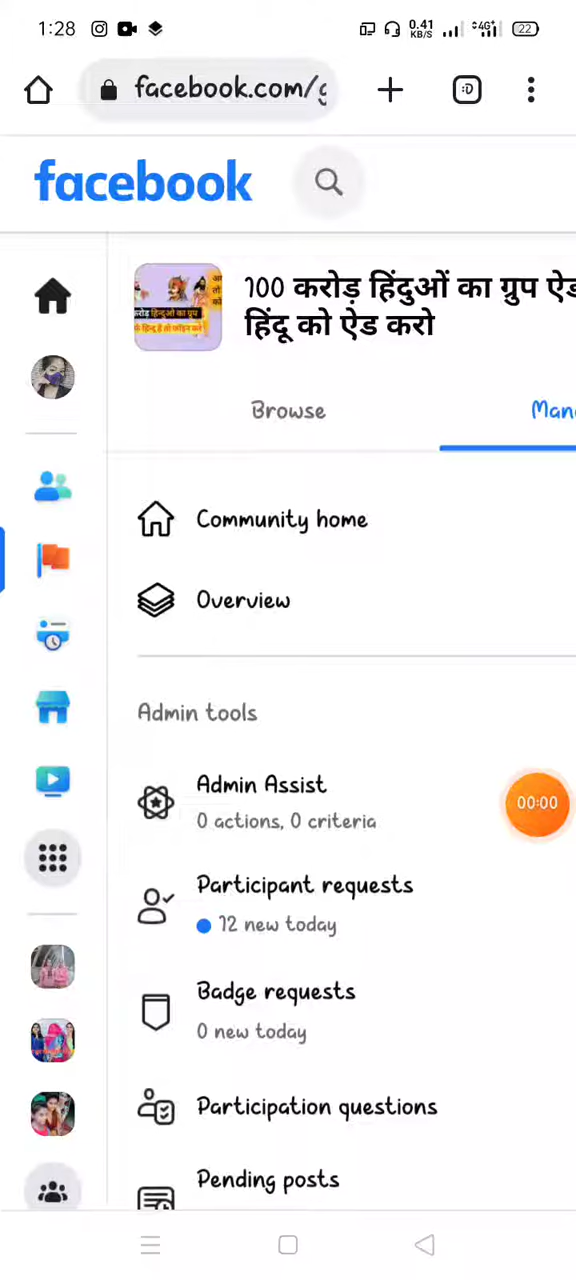 1:28
0.41
KB/S
4G
22
facebook.com/g
:D
facebook
100 करोड़ हिंदुओं का ग्रुप ऐड
हिंदू को ऐड करो
करोड़ हिंदुओं का ग्रुप
Browse
Man
Community home
Overview
Admin tools
Admin Assist
0 actions, 0 criteria
00:00
Participant requests
12 new today
Badge requests
0 new today
Participation questions
Pending posts